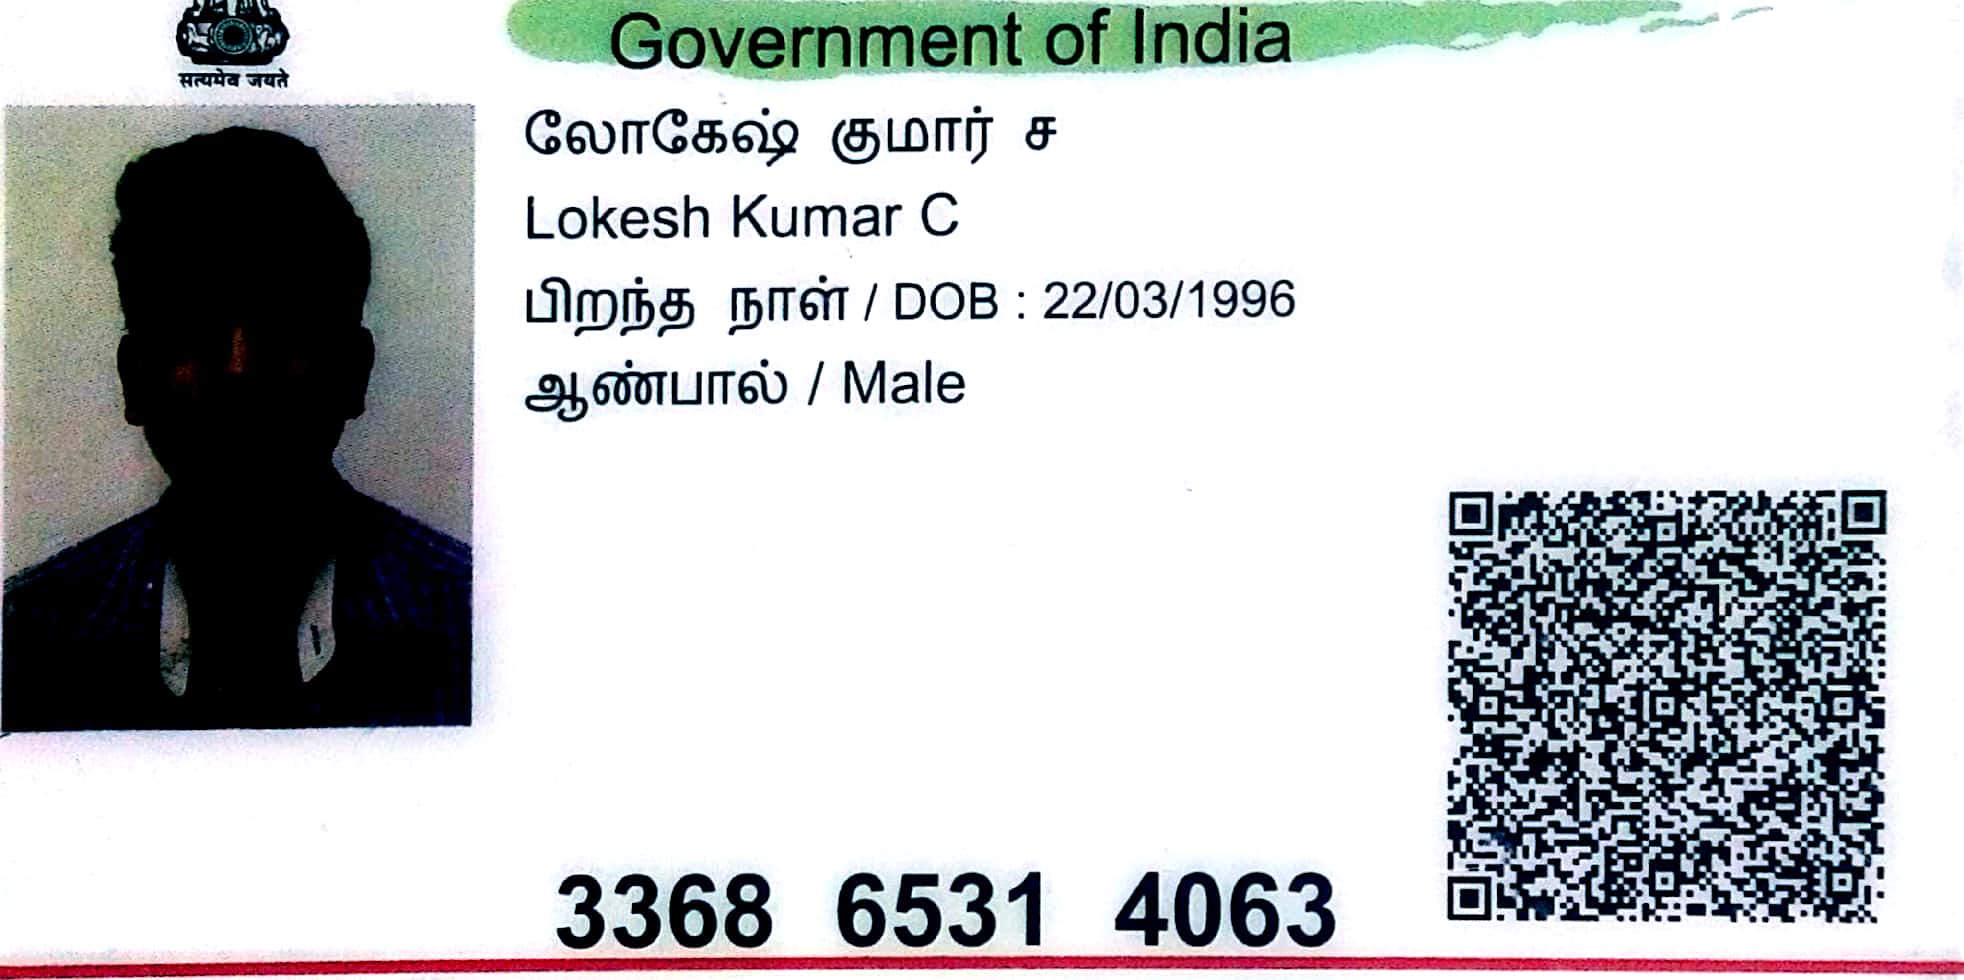 सत्यमेव जयते
Government of India
லோகேஷ் குமார் ச
Lokesh Kumar C
பிறந்த நாள் / DOB : 22/03/1996
ஆண்பால் / Male
3368 6531 4063